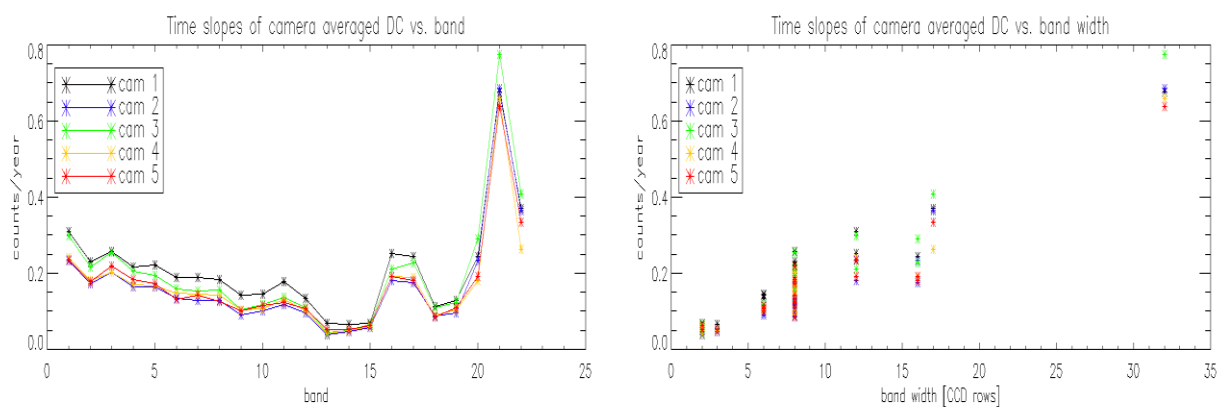 Time slopes of camera averaged DC vs. band
counts/year
0.8
0.6
0.4
0.2
0.0
cam 1
cam 2
cam 3
cam 4
cam 5
0 5 10 15 20 25
band
Time slopes of camera averaged DC vs. band width
counts/year
0.8
0.6
0.4
0.2
0.0
cam 1
cam 2
cam 3
cam 4
cam 5
0 5 10 15 20 25 30 35
band width [CCD rows]